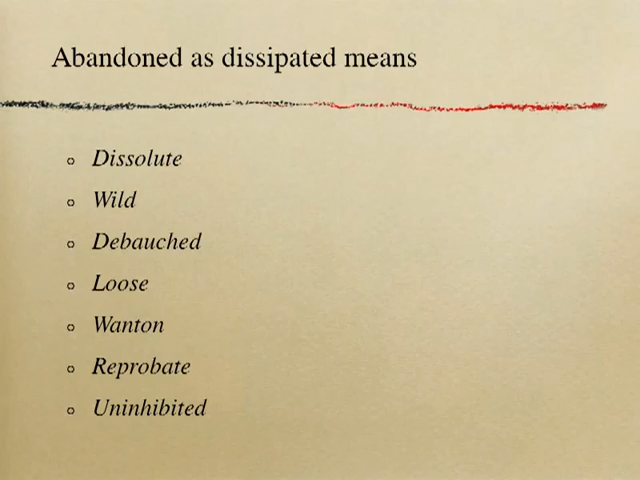 Abandoned as dissipated means
Dissolute
Wild
Debauched
Loose
Wanton
Reprobate
Uninhibited